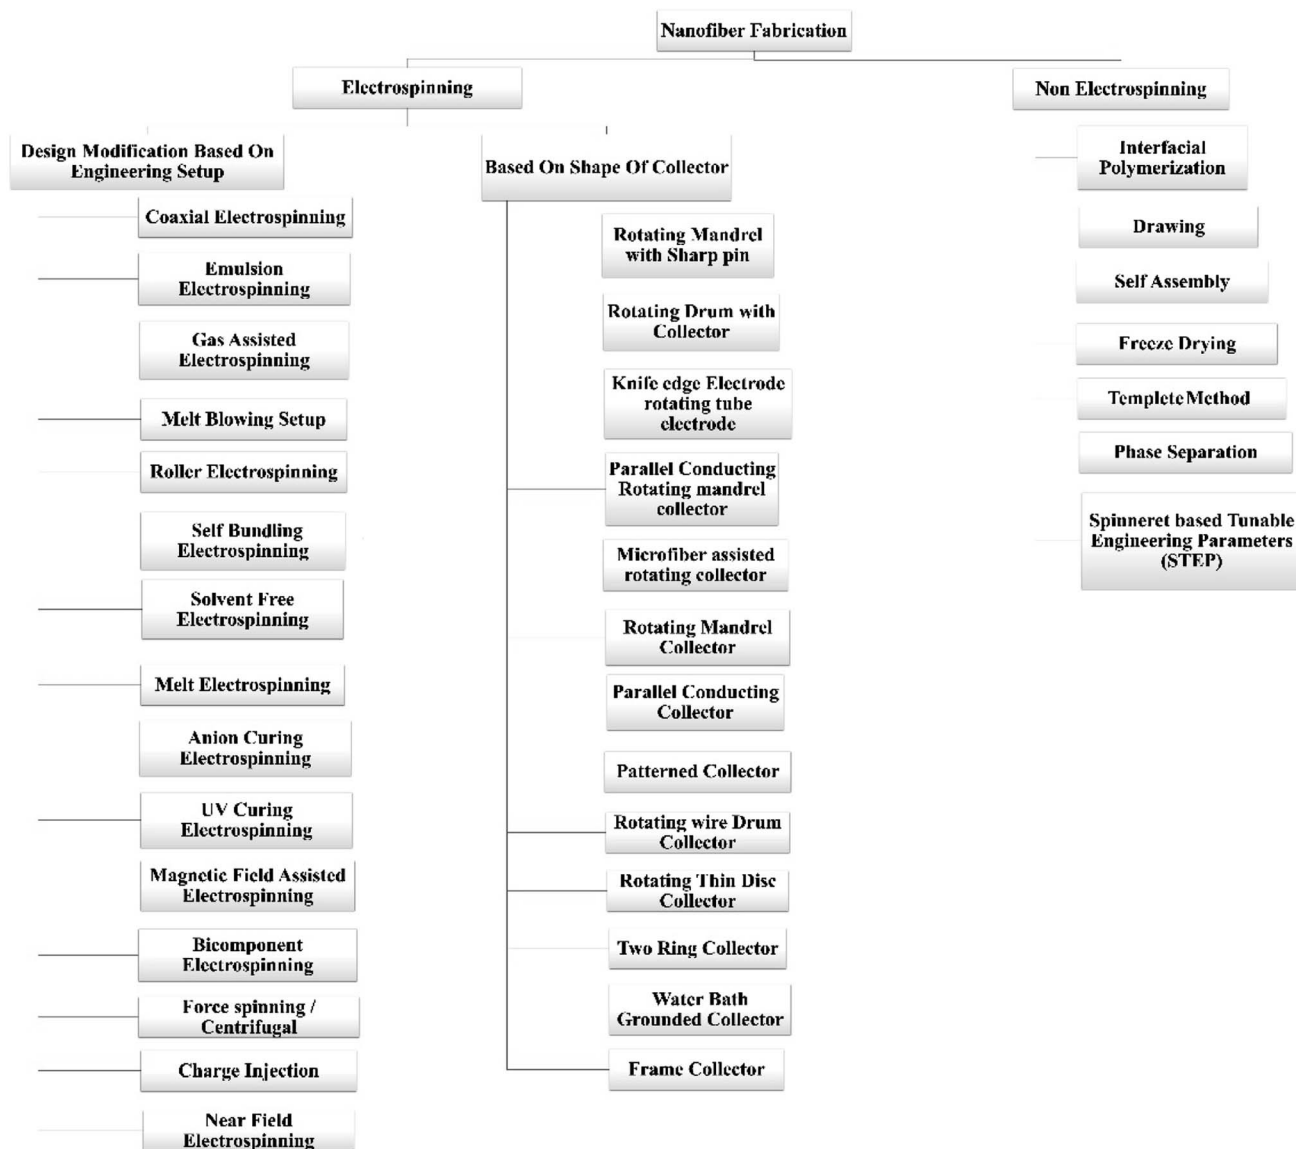 Nanofiber Fabrication
Electrospinning
Non Electrospinning
Design Modification Based On
Engineering Setup
Based On Shape Of Collector
Coaxial Electrospinning
Emulsion
Electrospinning
Gas Assisted
Electrospinning
Melt Blowing Setup
Roller Electrospinning
Self Bundling
Electrospinning
Solvent Free
Electrospinning
Melt Electrospinning
Anion Curing
Electrospinning
UV Curing
Electrospinning
Magnetic Field Assisted
Electrospinning
Bicomponent
Electrospinning
Force spinning /
Centrifugal
Charge Injection
Near Field
Electrospinning
Rotating Mandrel
with Sharp pin
Rotating Drum with
Collector
Knife edge Electrode
rotating tube
electrode
Parallel Conducting
Rotating mandrel
collector
Microfiber assisted
rotating collector
Rotating Mandrel
Collector
Parallel Conducting
Collector
Patterned Collector
Rotating wire Drum
Collector
Rotating Thin Disc
Collector
Two Ring Collector
Water Bath
Grounded Collector
Frame Collector
Interfacial
Polymerization
Drawing
Self Assembly
Freeze Drying
Templete Method
Phase Separation
Spinneret based Tunable
Engineering Parameters
(STEP)